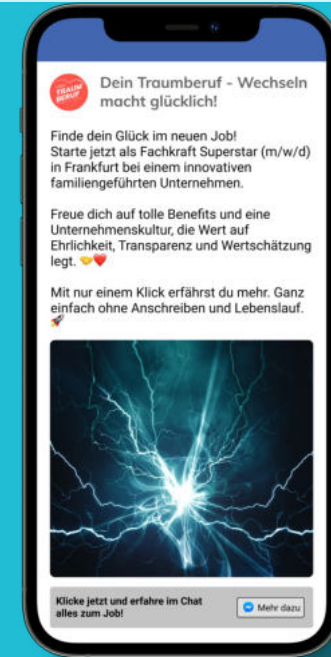 TRAUM
BERUF
Dein Traumberuf - Wechseln
macht glücklich!
Finde dein Glück im neuen Job!
Starte jetzt als Fachkraft Superstar (m/w/d)
in Frankfurt bei einem innovativen
familiengeführten Unternehmen.
Freue dich auf tolle Benefits und eine
Unternehmenskultur, die Wert auf
Ehrlichkeit, Transparenz und Wertschätzung
legt. 🤝❤️
Mit nur einem Klick erfährst du mehr. Ganz
einfach ohne Anschreiben und Lebenslauf.
🚀
Klicke jetzt und erfahre im Chat
alles zum Job!
Mehr dazu